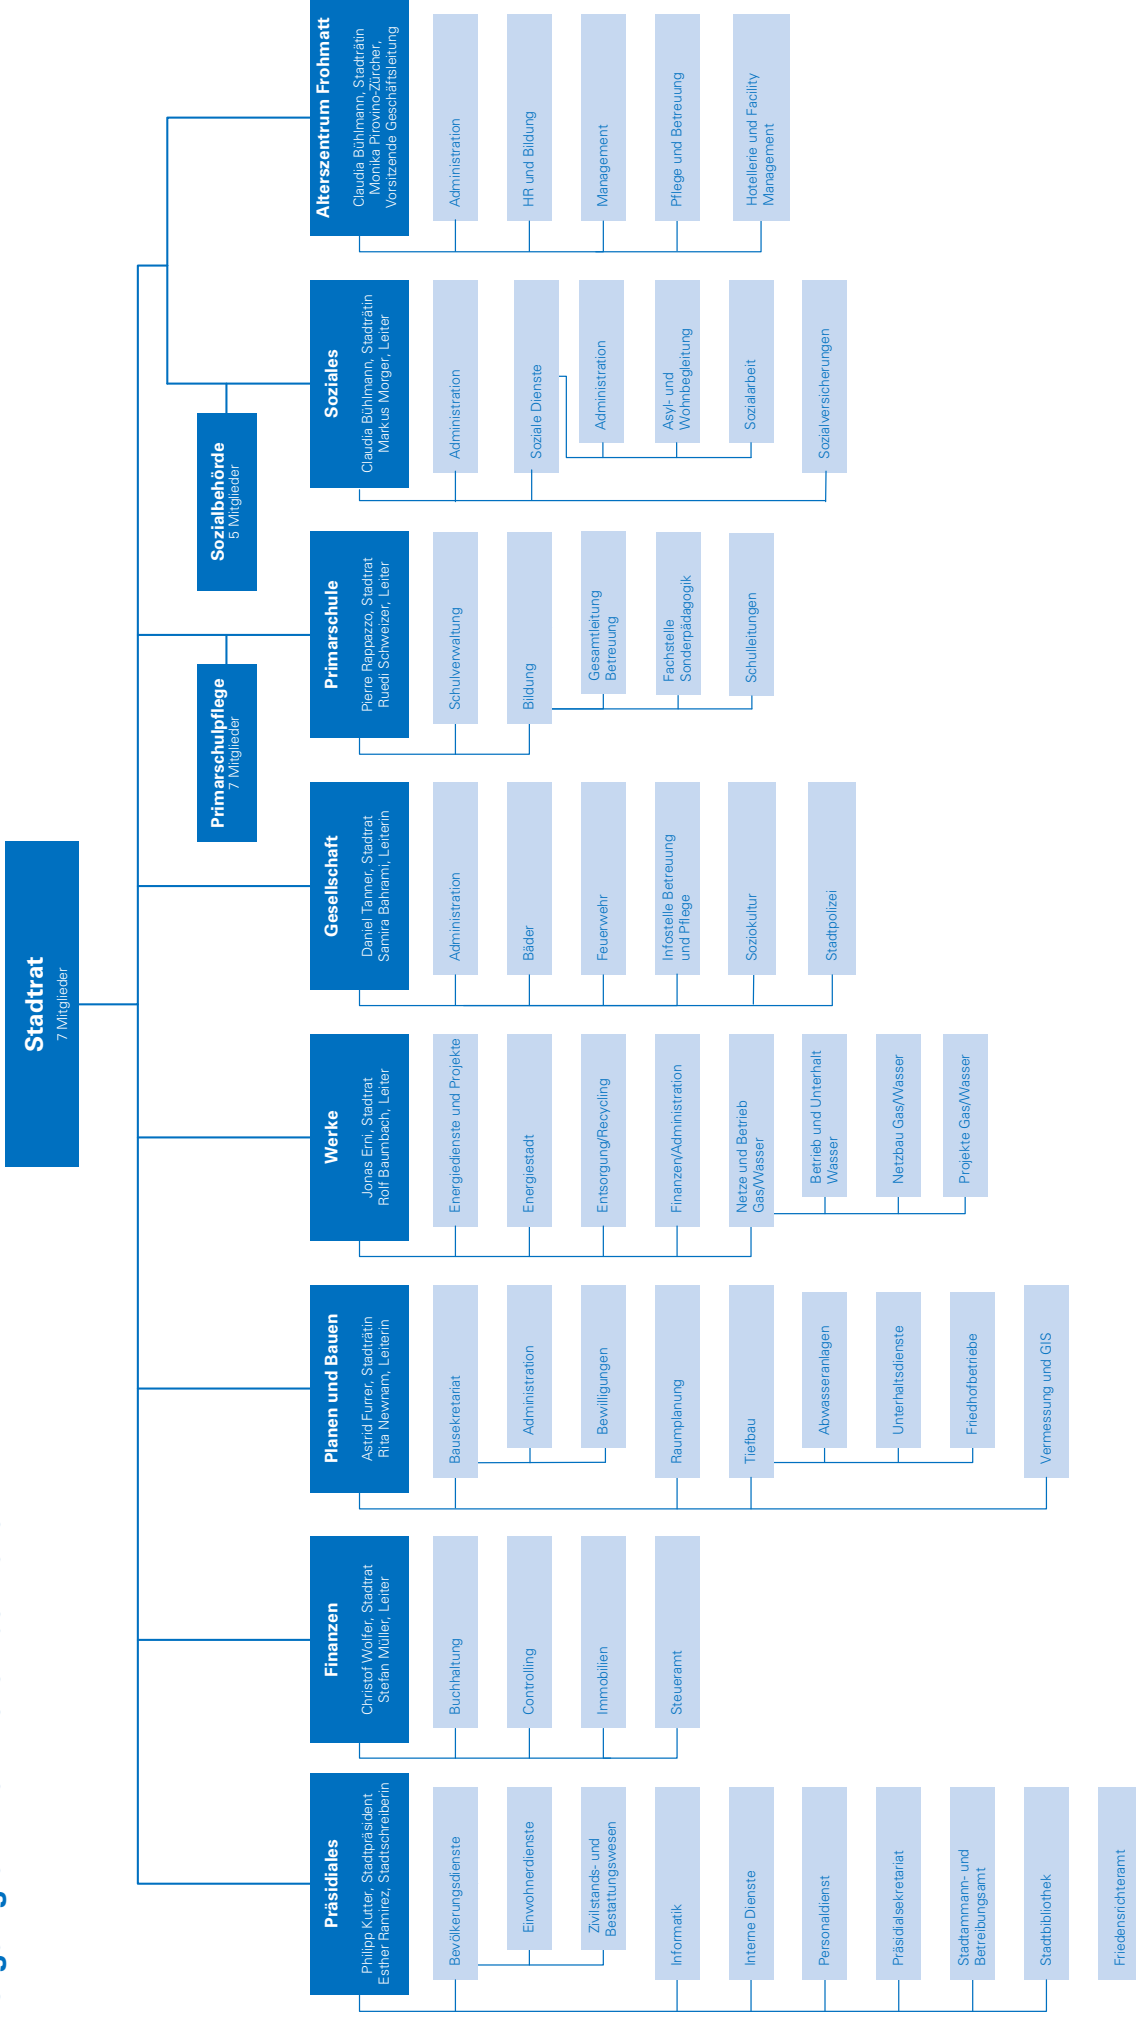 Stadtrat
7 Mitglieder
Primarschulpflege
7 Mitglieder
Sozialbehörde
5 Mitglieder
Präsidiales
Philipp Kutter, Stadtpräsident
Esther Ramirez, Stadtschreiberin
Bevölkerungsdienste
Einwohnerdienste
Zivilstands- und
Bestattungswesen
Informatik
Interne Dienste
Personaldienst
Präsidialsekretariat
Stadtammann- und
Betreibungsamt
Stadtbibliothek
Friedensrichteramt
Finanzen
Christof Wolfer, Stadtrat
Stefan Müller, Leiter
Buchhaltung
Controlling
Immobilien
Steueramt
Planen und Bauen
Astrid Furrer, Stadträtin
Rita Newnam, Leiterin
Bausekretariat
Administration
Bewilligungen
Raumplanung
Tiefbau
Abwasseranlagen
Unterhaltsdienste
Friedhofbetriebe
Vermessung und GIS
Werke
Jonas Erni, Stadtrat
Rolf Baumbach, Leiter
Energiedienste und Projekte
Energiestadt
Entsorgung/Recycling
Finanzen/Administration
Netze und Betrieb
Gas/Wasser
Betrieb und Unterhalt
Wasser
Netzbau Gas/Wasser
Projekte Gas/Wasser
Gesellschaft
Daniel Tanner, Stadtrat
Samira Bahrami, Leiterin
Administration
Bäder
Feuerwehr
Infostelle Betreuung
und Pflege
Soziokultur
Stadtpolizei
Primarschule
Pierre Rappazzo, Stadtrat
Ruedi Schweizer, Leiter
Schulverwaltung
Bildung
Gesamtleitung
Betreuung
Fachstelle
Sonderpädagogik
Schulleitungen
Soziales
Claudia Bühlmann, Stadträtin
Markus Morger, Leiter
Administration
Soziale Dienste
Administration
Asyl- und
Wohnbegleitung
Sozialarbeit
Sozialversicherungen
Alterszentrum Frohmatt
Claudia Bühlmann, Stadträtin
Monika Pirovino-Zürcher,
Vorsitzende Geschäftsleitung
Administration
HR und Bildung
Management
Pflege und Betreuung
Hotellerie und Facility
Management